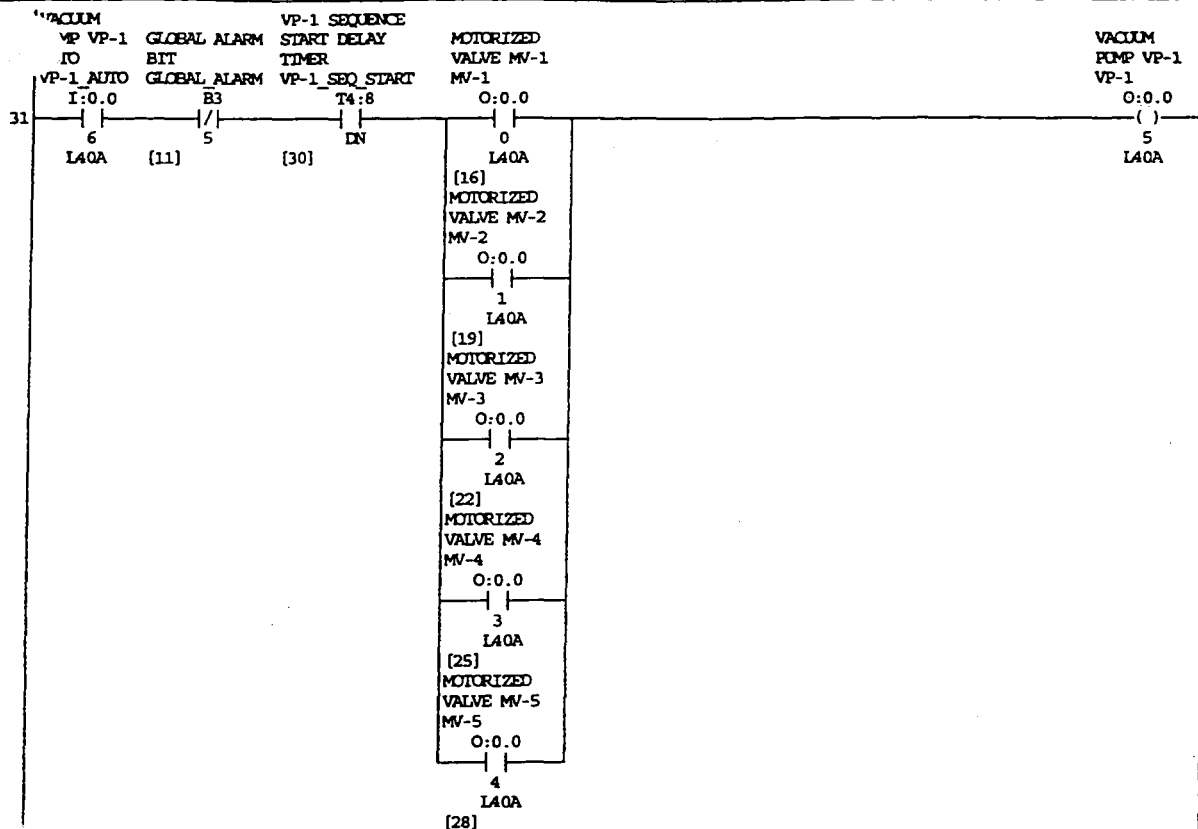 VACUUM VP-1 SEQUENCE
MP VP-1 GLOBAL ALARM START DELAY MOTORIZED VACUUM
TO BIT TIMER VALVE MV-1 PUMP VP-1
VP-1_AUTO GLOBAL_ALARM VP-1_SEQ_START MV-1 VP-1
I:0.0 B3 T4:8 O:0.0 O:0.0
31
6 5 DN 0 5
L40A [11] [30] L40A L40A
[16]
MOTORIZED
VALVE MV-2
MV-2
O:0.0
1
L40A
[19]
MOTORIZED
VALVE MV-3
MV-3
O:0.0
2
L40A
[22]
MOTORIZED
VALVE MV-4
MV-4
O:0.0
3
L40A
[25]
MOTORIZED
VALVE MV-5
MV-5
O:0.0
4
L40A
[28]